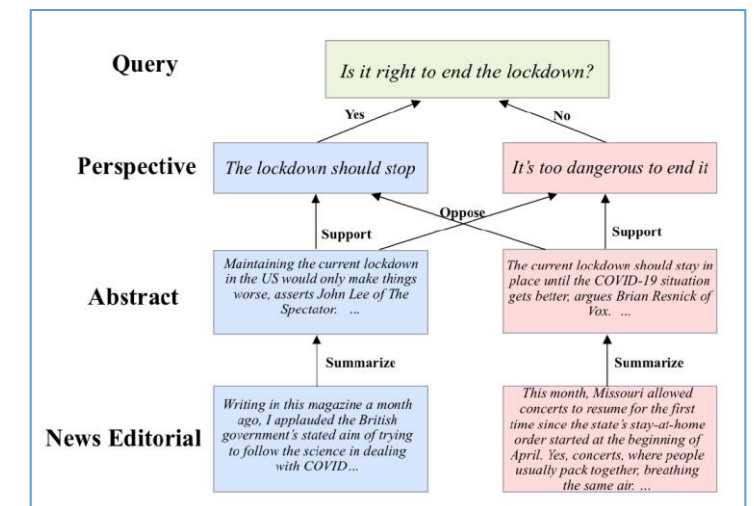 Query
Is it right to end the lockdown?
Yes
No
Perspective
The lockdown should stop
It's too dangerous to end it
Oppose
Support
Support
Abstract
Maintaining the current lockdown
in the US would only make things
worse, asserts John Lee of The
Spectator. ...
The current lockdown should stay in
place until the COVID-19 situation
gets better, argues Brian Resnick of
Vox. ...
Summarize
Summarize
News Editorial
Writing in this magazine a month
ago, I applauded the British
government's stated aim of trying
to follow the science in dealing
with COVID...
This month, Missouri allowed
concerts to resume for the first
time since the state's stay-at-home
order started at the beginning of
April. Yes, concerts, where people
usually pack together, breathing
the same air. ...